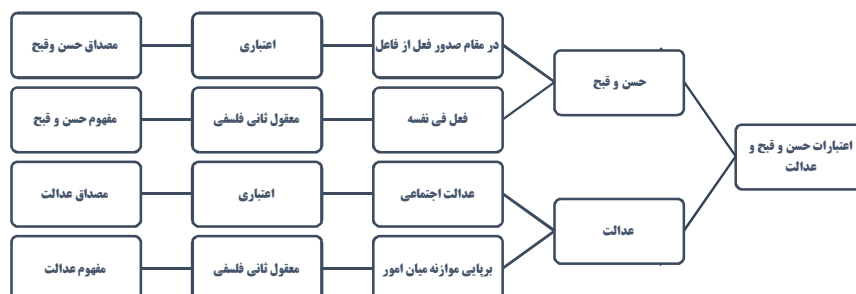 اعتبارات حسن و قبح و
عدالت
حسن و قبح
در مقام صدور فعل از فاعل
اعتباری
مصداق حسن وقبح
فعل فی نفسه
معقول ثانی فلسفی
مفهوم حسن و قبح
عدالت
عدالت اجتماعی
اعتباری
مصداق عدالت
برپایی موازنه میان امور
معقول ثانی فلسفی
مفهوم عدالت